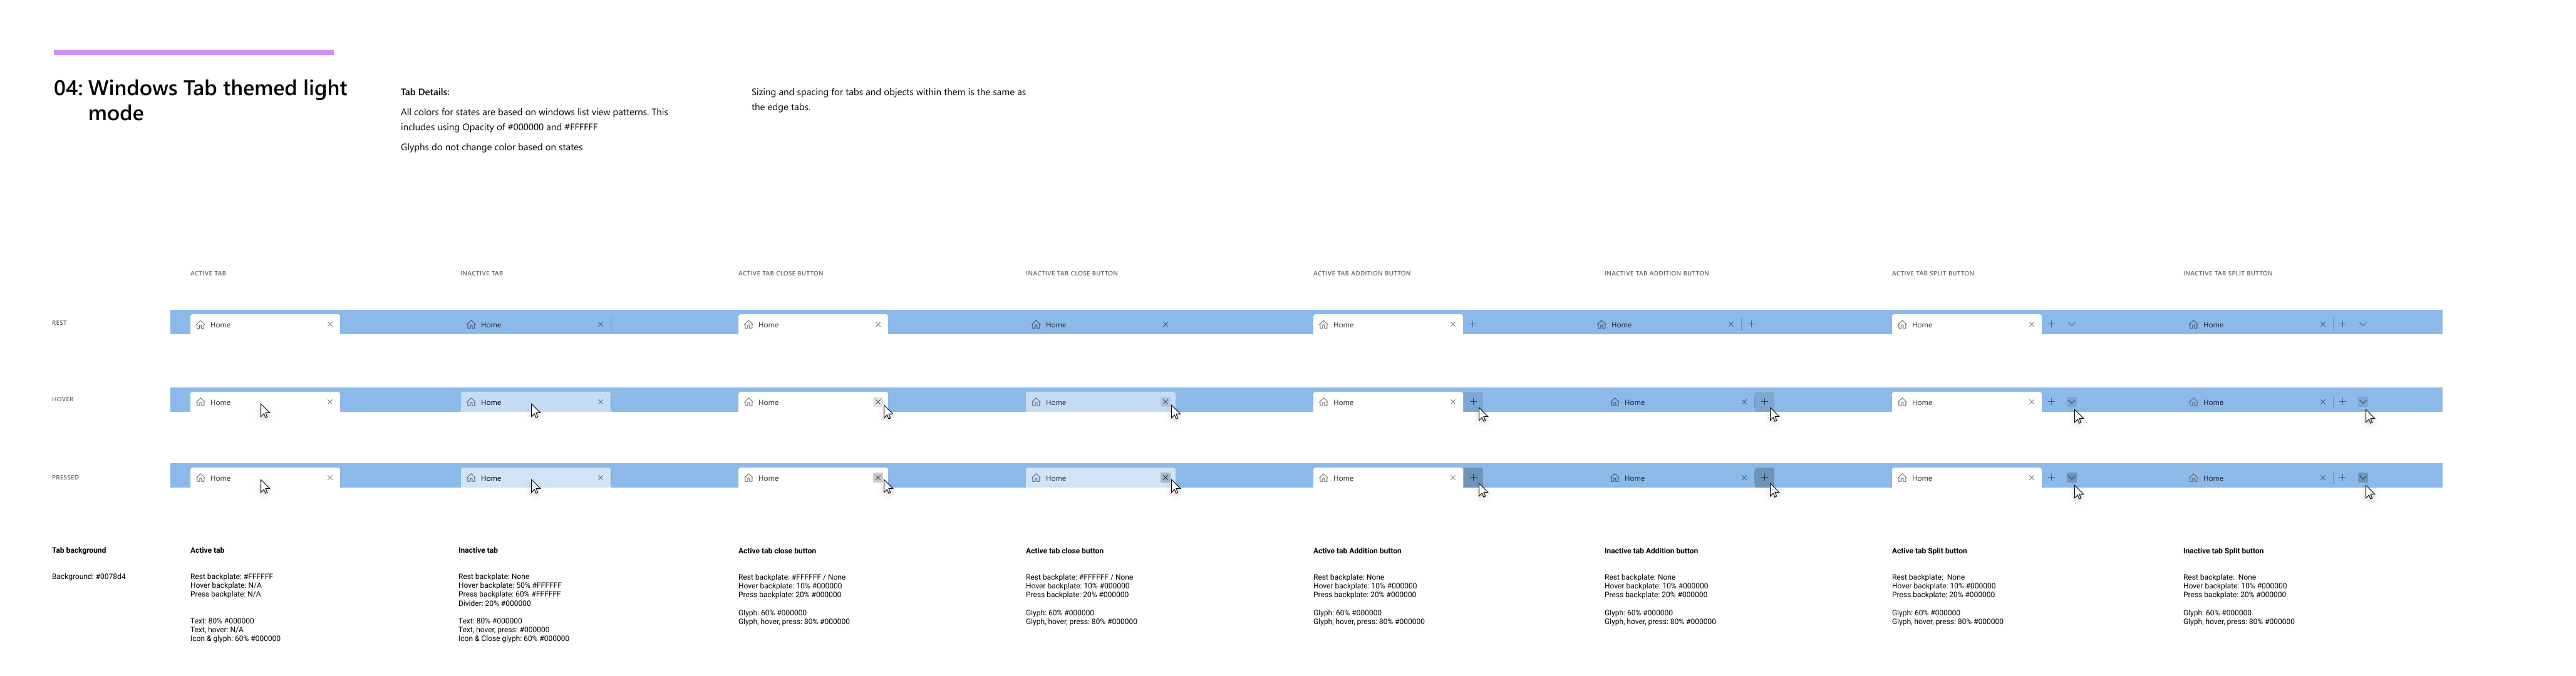 04: Windows Tab themed light
mode
Tab Details:
All colors for states are based on windows list view patterns. This
includes using Opacity of #000000 and #FFFFFF
Glyphs do not change color based on states
Sizing and spacing for tabs and objects within them is the same as
the edge tabs.
ACTIVE TAB
INACTIVE TAB
ACTIVE TAB CLOSE BUTTON
INACTIVE TAB CLOSE BUTTON
ACTIVE TAB ADDITION BUTTON
INACTIVE TAB ADDITION BUTTON
ACTIVE TAB SPLIT BUTTON
INACTIVE TAB SPLIT BUTTON
REST
Home
Home
Home
Home
Home
Home
Home
Home
HOVER
Home
Home
Home
Home
Home
Home
Home
Home
PRESSED
Home
Home
Home
Home
Home
Home
Home
Home
Tab background
Background: #0078d4
Active tab
Rest backplate: #FFFFFF
Hover backplate: N/A
Press backplate: N/A
Text: 80% #000000
Text, hover: N/A
Icon & glyph: 60% #000000
Inactive tab
Rest backplate: None
Hover backplate: 50% #FFFFFF
Press backplate: 60% #FFFFFF
Divider: 20% #000000
Text: 80% #000000
Text, hover, press: #000000
Icon & Close glyph: 60% #000000
Active tab close button
Rest backplate: #FFFFFF / None
Hover backplate: 10% #000000
Press backplate: 20% #000000
Glyph: 60% #000000
Glyph, hover, press: 80% #000000
Active tab close button
Rest backplate: #FFFFFF / None
Hover backplate: 10% #000000
Press backplate: 20% #000000
Glyph: 60% #000000
Glyph, hover, press: 80% #000000
Active tab Addition button
Rest backplate: None
Hover backplate: 10% #000000
Press backplate: 20% #000000
Glyph: 60% #000000
Glyph, hover, press: 80% #000000
Inactive tab Addition button
Rest backplate: None
Hover backplate: 10% #000000
Press backplate: 20% #000000
Glyph: 60% #000000
Glyph, hover, press: 80% #000000
Active tab Split button
Rest backplate: None
Hover backplate: 10% #000000
Press backplate: 20% #000000
Glyph: 60% #000000
Glyph, hover, press: 80% #000000
Inactive tab Split button
Rest backplate: None
Hover backplate: 10% #000000
Press backplate: 20% #000000
Glyph: 60% #000000
Glyph, hover, press: 80% #000000